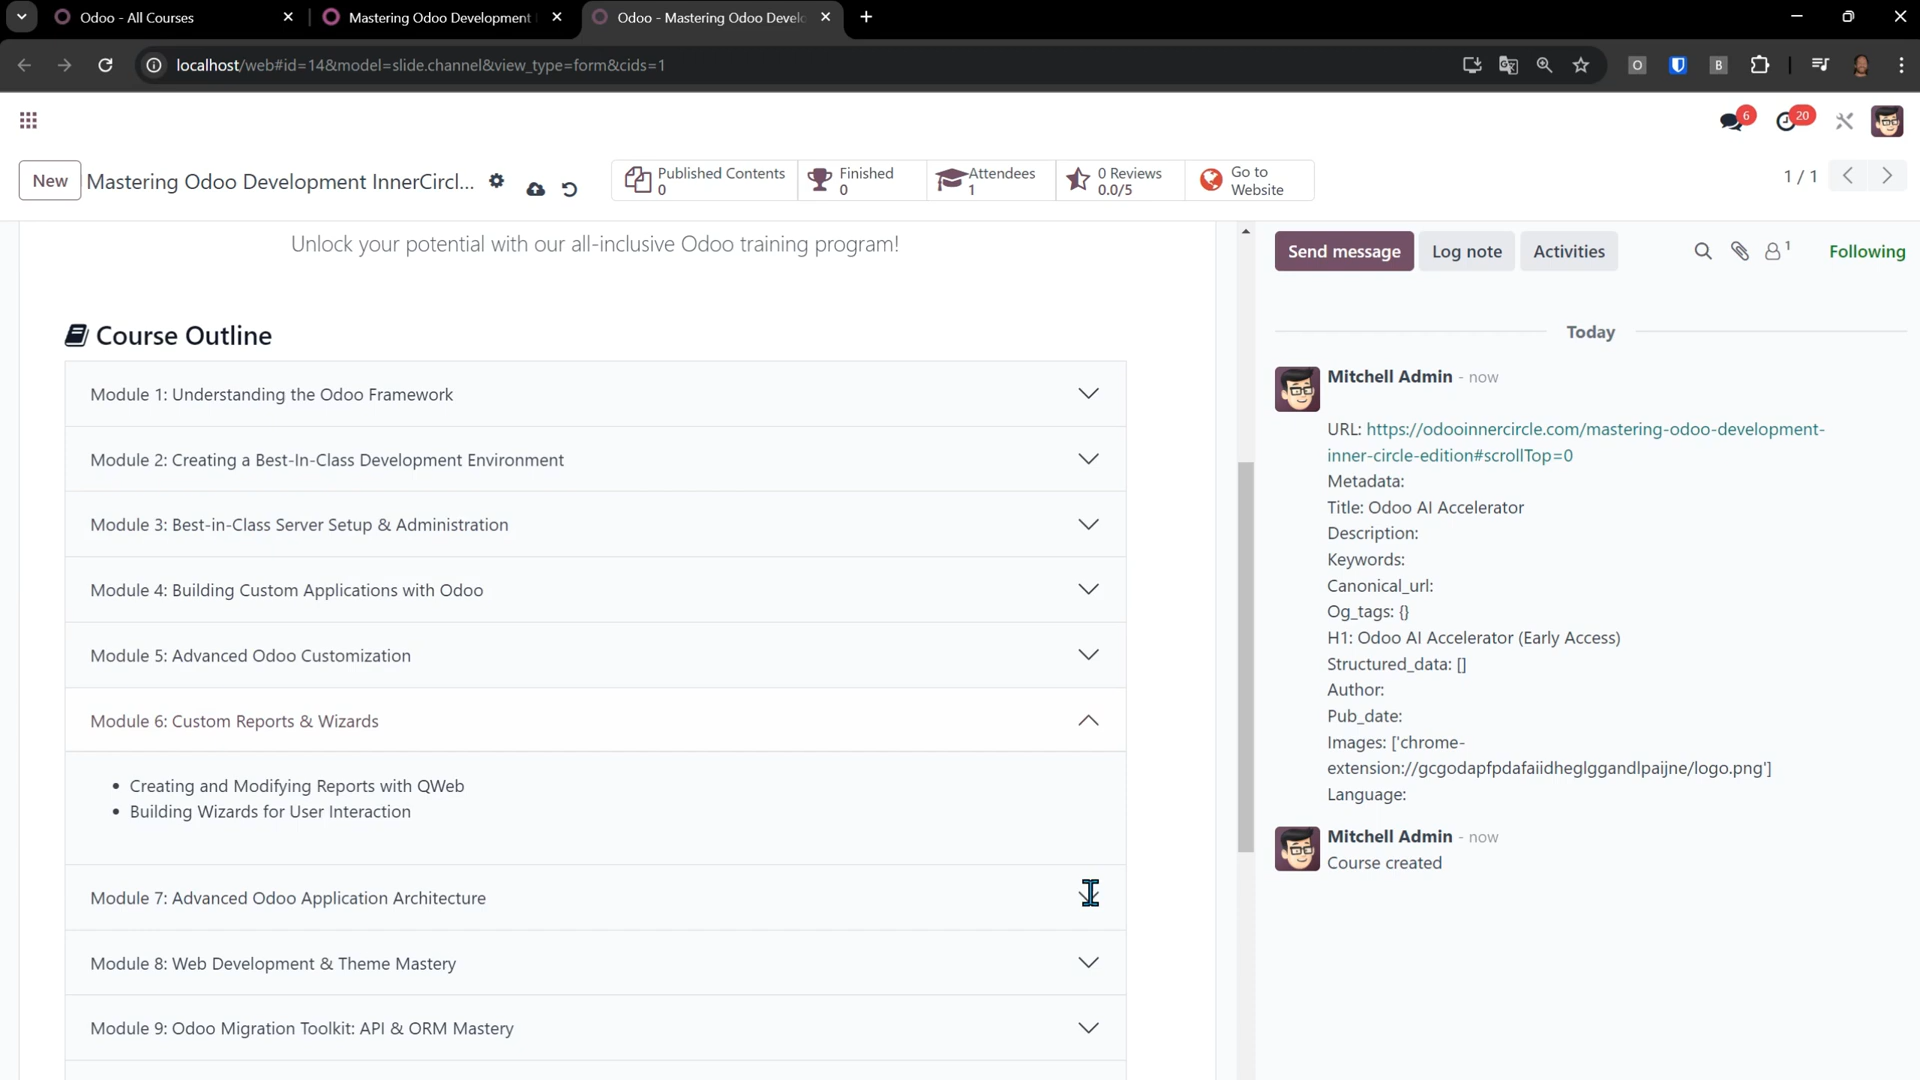 Odoo - All Courses
Mastering Odoo Development
Odoo - Mastering Odoo Devel
localhost/web#id=14&model=slide.channel&view_type=form&cids=1
O
B
6
20
New
Mastering Odoo Development InnerCircl...
Published Contents
0
Finished
0
Attendees
1
0 Reviews
0.0/5
Go to
Website
1 / 1
Unlock your potential with our all-inclusive Odoo training program!
Course Outline
Module 1: Understanding the Odoo Framework
Module 2: Creating a Best-In-Class Development Environment
Module 3: Best-in-Class Server Setup & Administration
Module 4: Building Custom Applications with Odoo
Module 5: Advanced Odoo Customization
Module 6: Custom Reports & Wizards
Creating and Modifying Reports with QWeb
Building Wizards for User Interaction
Module 7: Advanced Odoo Application Architecture
Module 8: Web Development & Theme Mastery
Module 9: Odoo Migration Toolkit: API & ORM Mastery
Send message
Log note
Activities
1
Following
Today
Mitchell Admin - now
URL: https://odooinnercircle.com/mastering-odoo-development-
inner-circle-edition#scrollTop=0
Metadata:
Title: Odoo AI Accelerator
Description:
Keywords:
Canonical_url:
Og_tags: {}
H1: Odoo AI Accelerator (Early Access)
Structured_data: []
Author:
Pub_date:
Images: ['chrome-
extension://gcgodapfpdafaiidheglggandlpaijne/logo.png']
Language:
Mitchell Admin - now
Course created